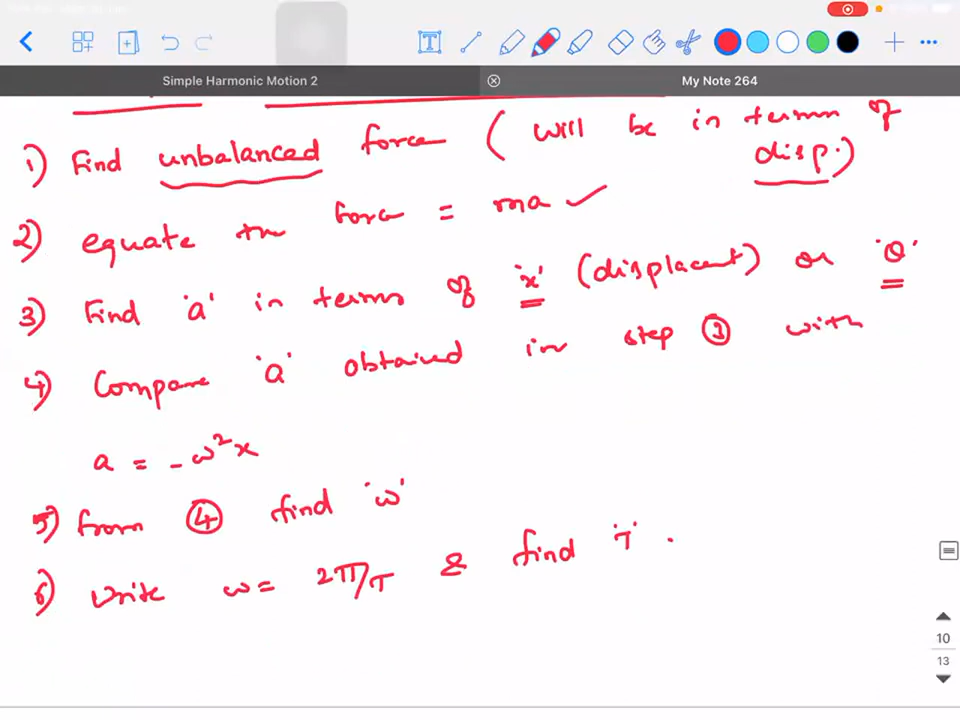 Simple Harmonic Motion 2
My Note 264
1) Find unbalanced force (will be in terms of disp.)
2) equate the force = ma ✓
3) Find 'a' in terms of 'x' (displacent) or 'θ'
4) Compare 'a' obtained in step ③ with
a = -ω²x
5) from ④ find 'ω'
6) write ω = 2π/T & find 'T'.
10
13